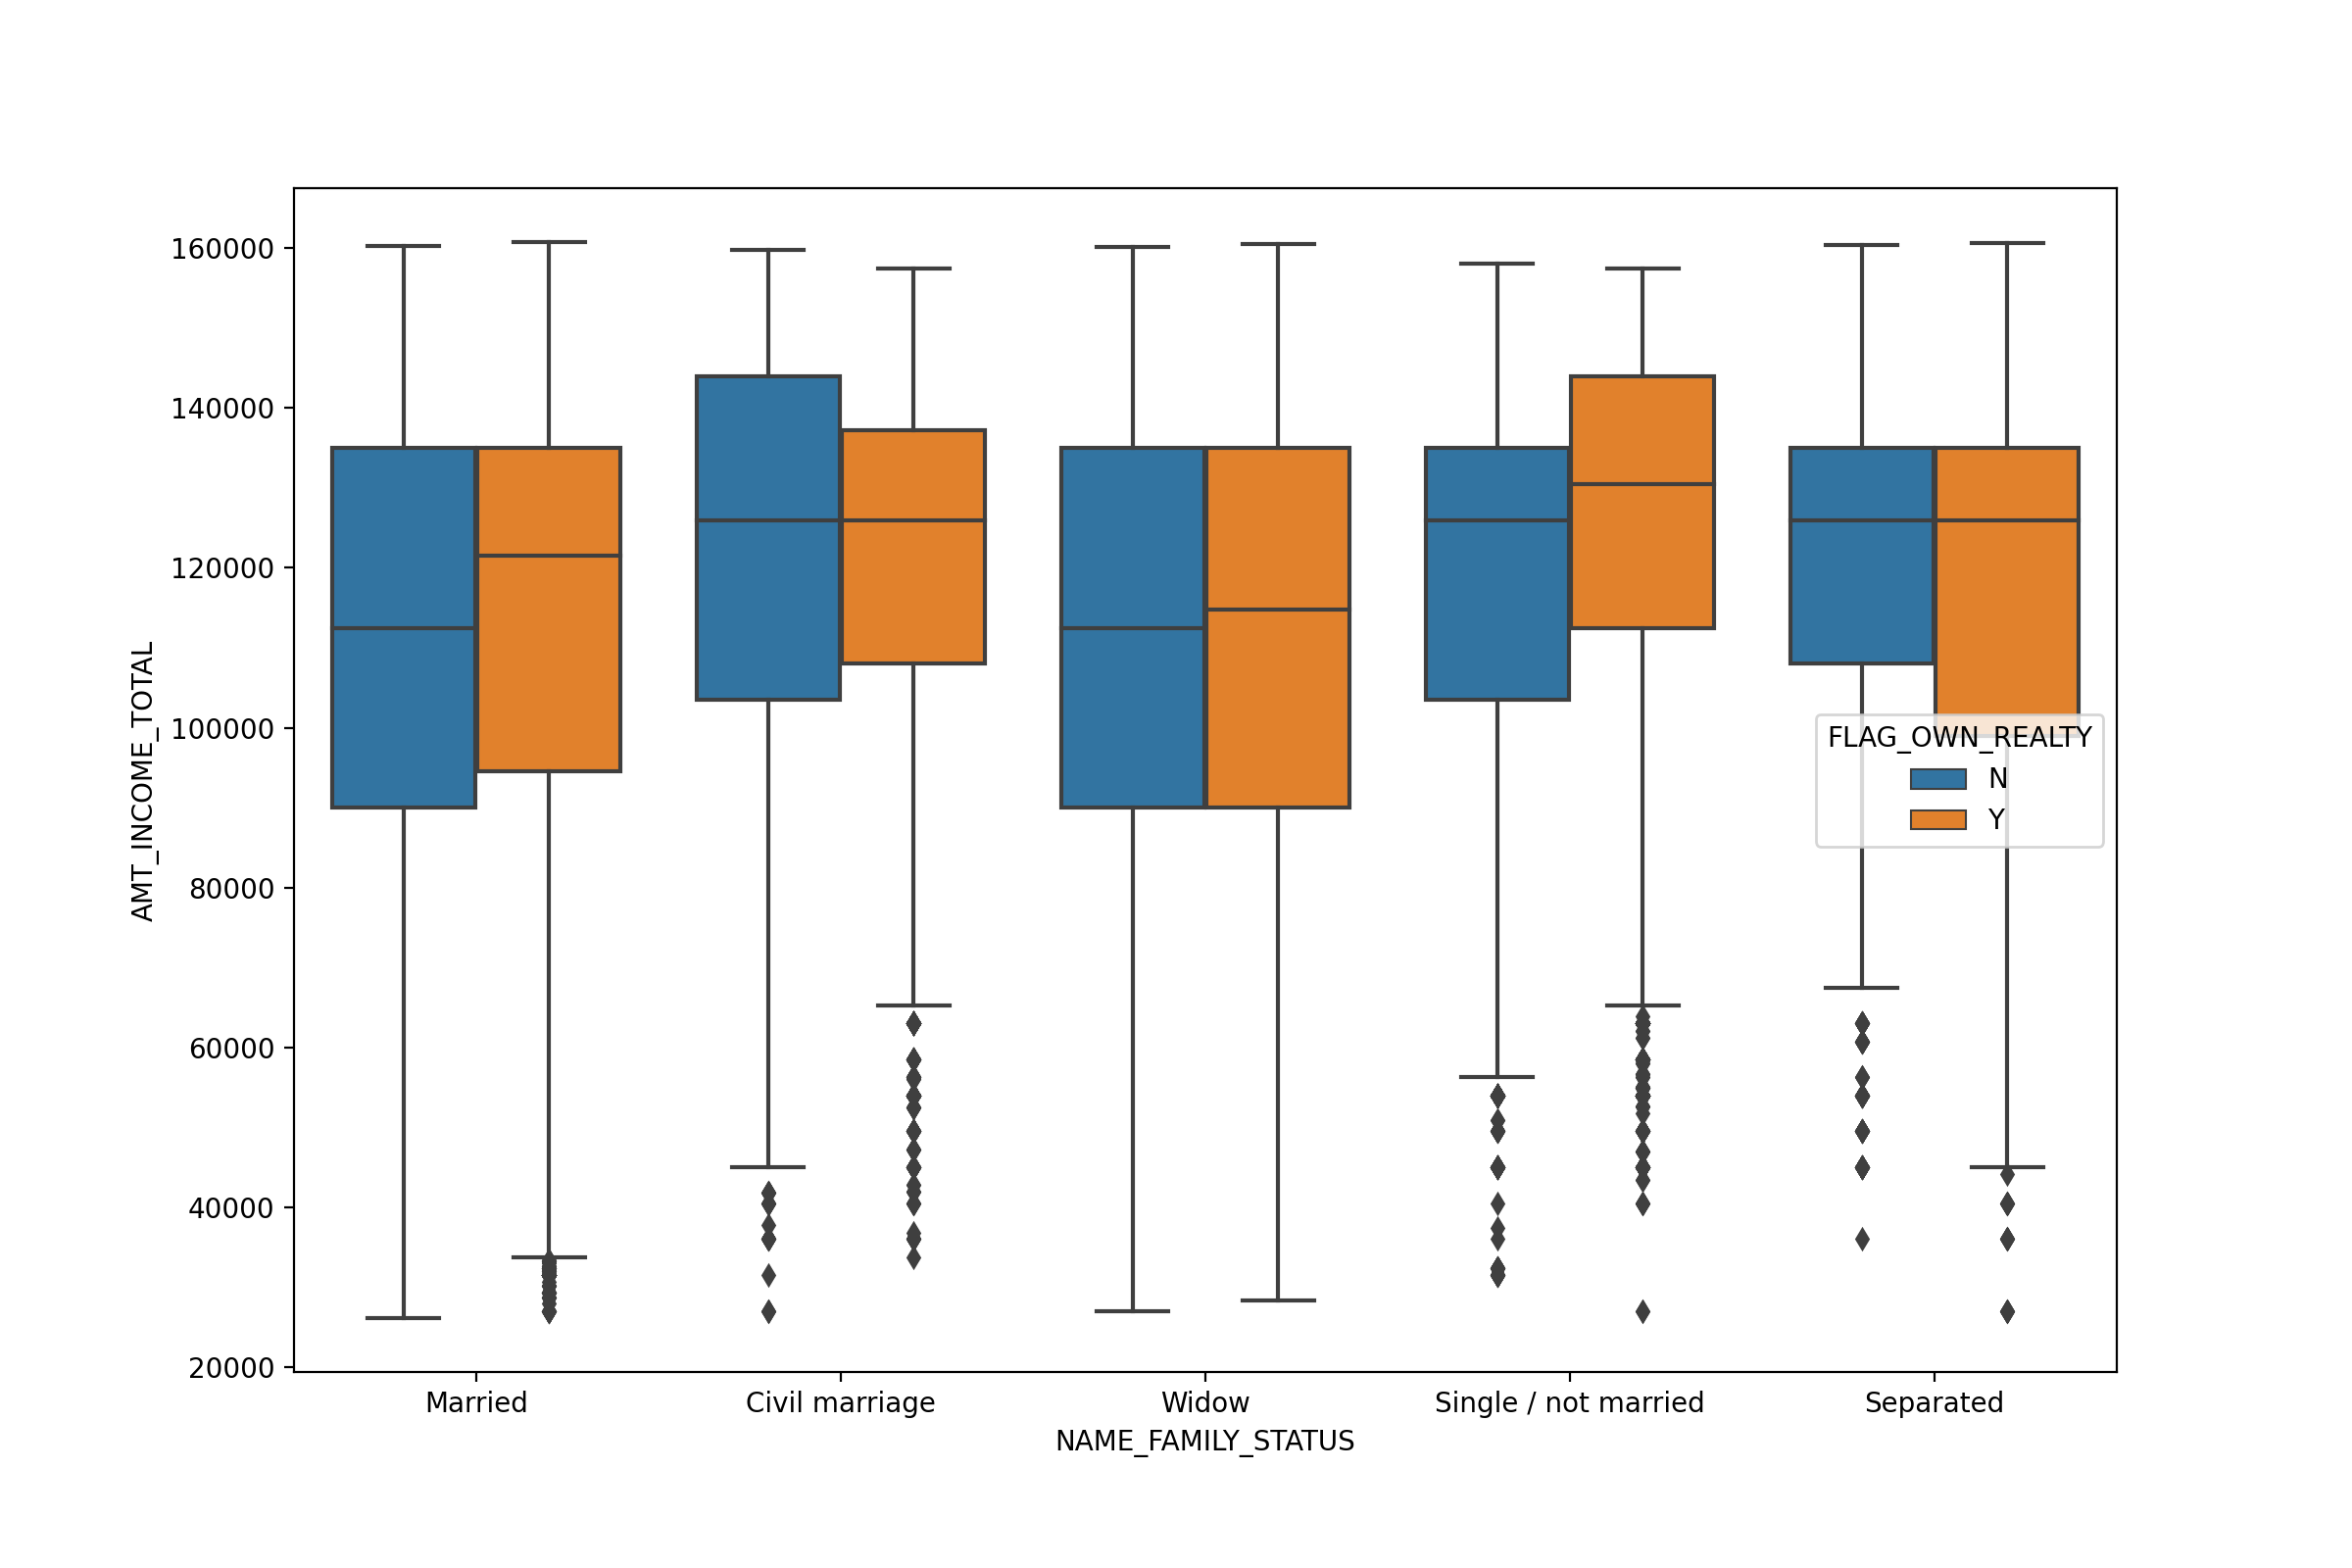 160000
140000
120000
100000
80000
60000
40000
20000
AMT_INCOME_TOTAL
FLAG_OWN_REALTY
N
Y
Married
Civil marriage
Widow
Single / not married
Separated
NAME_FAMILY_STATUS